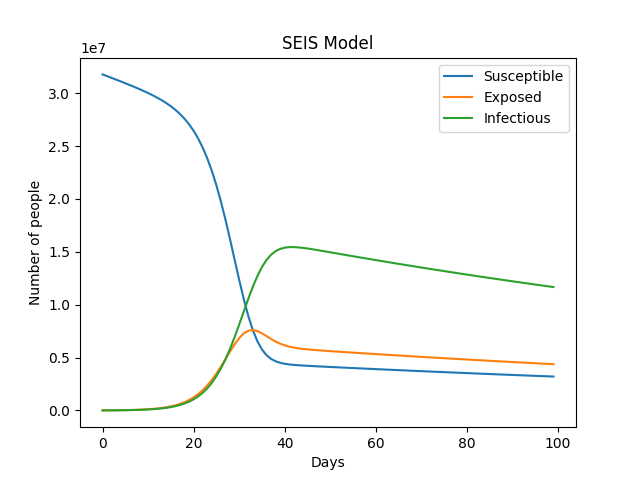 SEIS Model
1e7
Susceptible
Exposed
Infectious
3.0
2.5
2.0
1.5
1.0
0.5
0.0
Number of people
0 20 40 60 80 100
Days